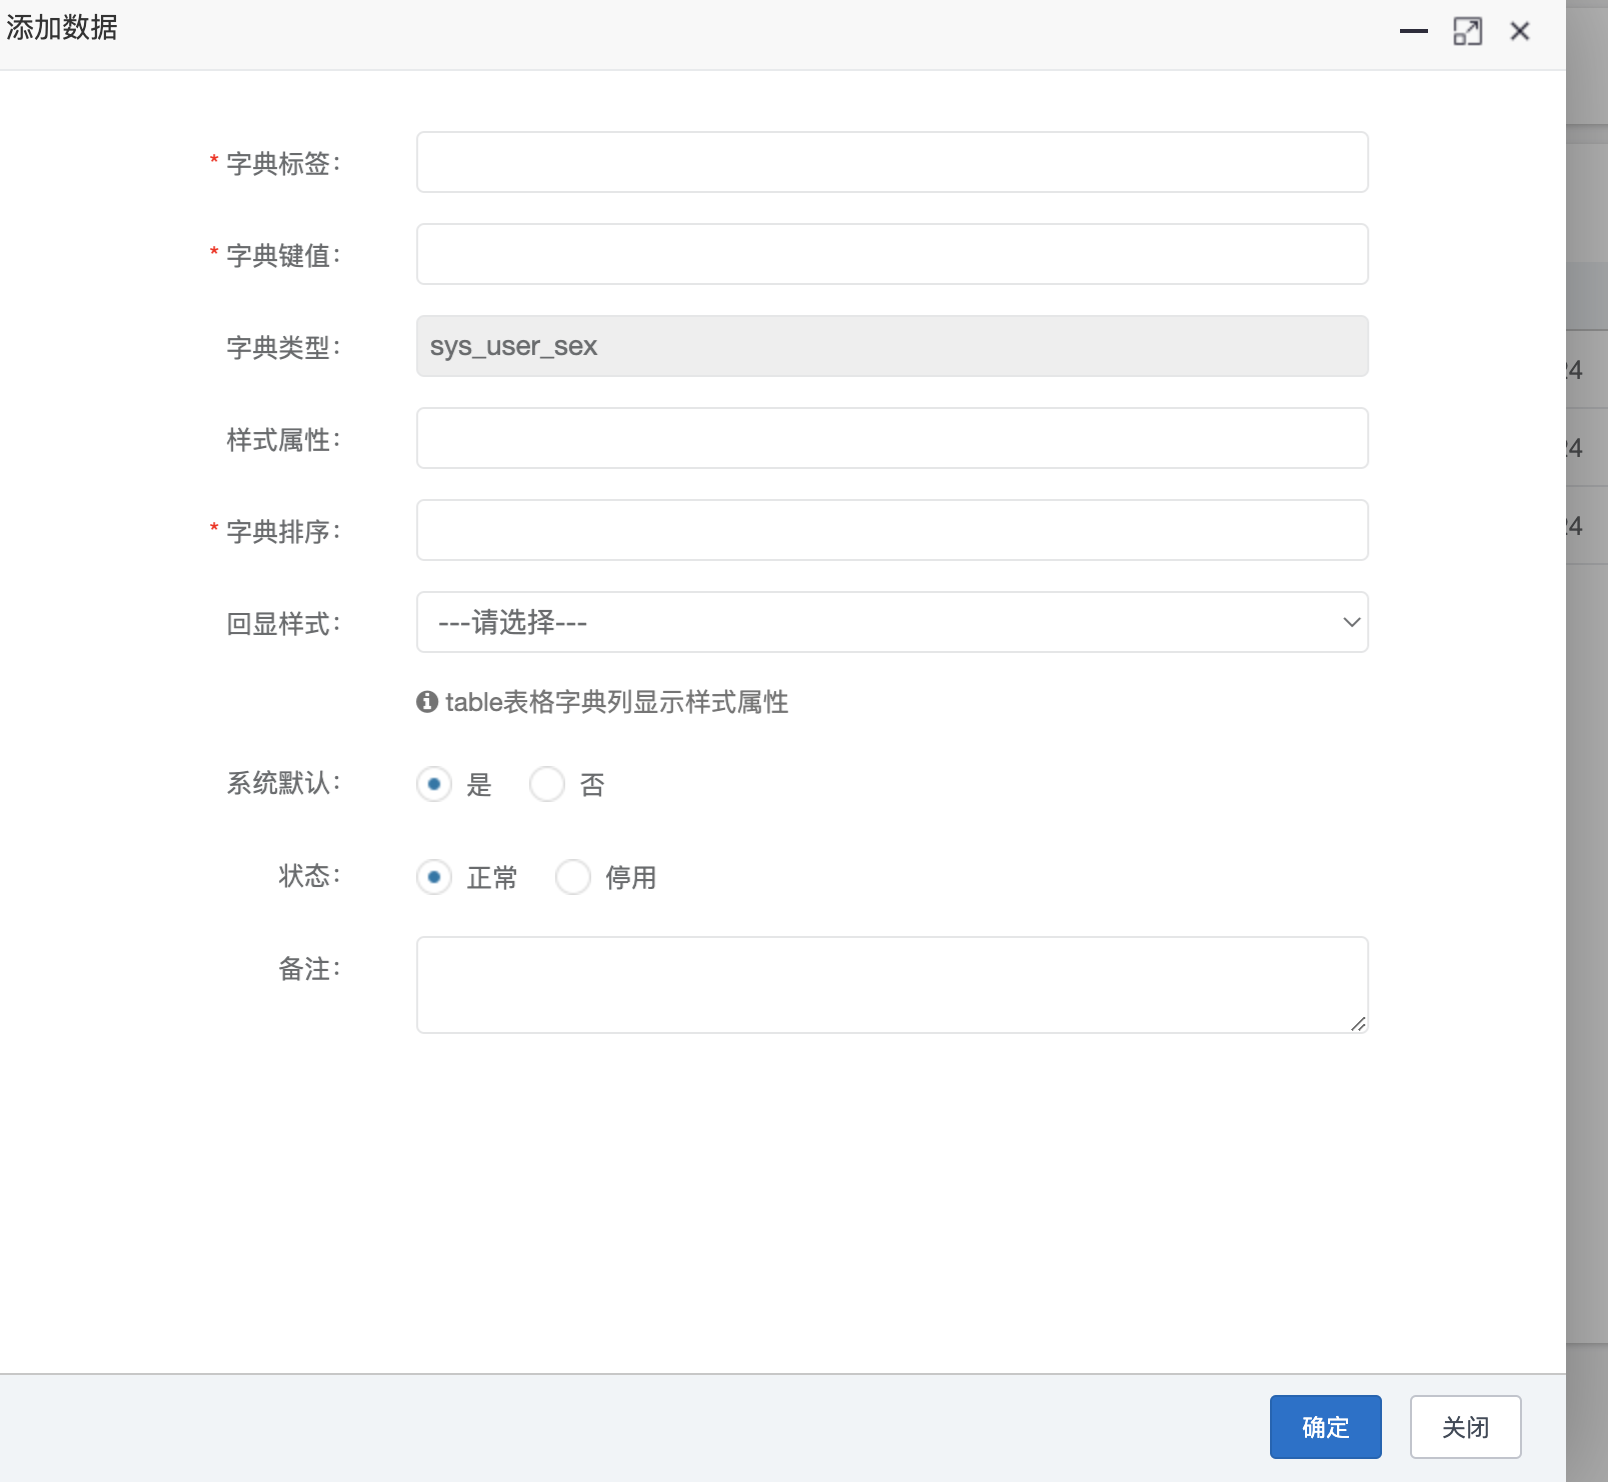 添加数据
* 字典标签：
* 字典键值：
字典类型： sys_user_sex
样式属性：
* 字典排序：
回显样式： ---请选择---
table表格字典列显示样式属性
系统默认： 是 否
状态： 正常 停用
备注：
确定 关闭